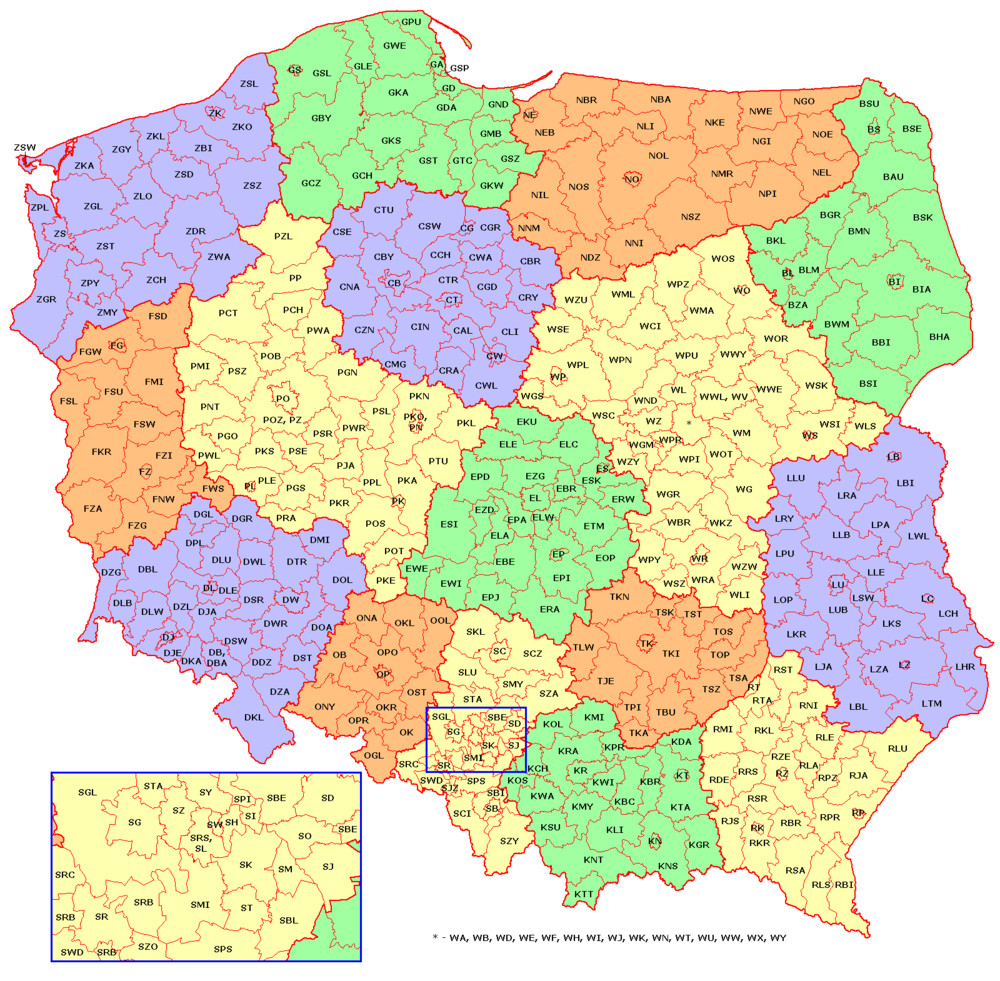 GPU
GWE
GS GSL GLE GA GSP
ZSL GKA GD
GDA GND
ZK ZKO GBY
NBR NBA NWE NGO
BSU
NE NEB NLI NKE
BS BSE
ZSW
ZKL ZGY ZBI
GKS GMB
NGI NOE
ZKA ZSD
GST GTC GSZ
NOL
GCZ GCH GKW
NOS NO NMR NEL
BAU
ZSZ
ZPL ZGL ZLO
NIL NPI
CTU
NSZ
BGR BSK
ZS ZST ZDR
PZL CSE CSW CG CGR
NNM NNI
BKL BMN
ZWA
CBY CCH CWA CBR
NDZ
WOS
BL BLM
PP
ZGR ZPY ZCH
CNA CB CTR CGD
WML WPZ WO
BI BIA
ZMY FSD
PCT PCH CT CRY
WZU WMA
BZA
PWA CZN CIN CAL CLI
WSE WCI
BWM
FGW FG
WOR
BBI BHA
POB
PMI PSZ
CMG CRA CW
WPL WPN WPU WWY
FSU FMI
PGN
WP
BSI
FSL
CWL
WL WWE WSK
PO
PKN WGS
WWL, WV
PNT
PSL WND
FSW
POZ, PZ
PKO,
PN PKL
EKU WSC WZ *
WSI WLS
PGO
PSR PWR
WPR WM WS
FKR FZI
PWL PKS PSE
ELE ELC
WGM
LB
FZ
PJA PTU
ES WZY WPI WOT
PLE
EPD EZG ESK
LLU LBI
FWS PL PGS
PPL PKA
EBR
WGR WG
LRA
FNW
EL ERW
FZA
PKR PK
EZD ELW
FZG
DGL DGR PRA
POS
ESI EPA ETM
WBR WKZ
LRY LPA
DMI
ELA
LLB LWL
DPL
POT
EP
WPY WR
LPU
DZG DBL DLU DWL DTR
EWE EBE EOP
WZW
LLE
PKE
EWI EPI
WSZ WRA
LU
DL DLE
DOL
EPJ
TKN WLI
LOP LSW LC
DLB DLW DZL DJA DSR DW
ERA
LUB LCH
ONA OKL OOL
TSK TST
LKS
DWR DOA
SKL
TOS
LKR
DJ DSW
TLW TK
DJE DB,
OB OPO
SC SCZ
TKI TOP
LJA LZA LZ LHR
DKA DBA DDZ DST
OP SLU
RST
TJE TSA
DZA
OST SMY
TSZ RT
SZA
ONY OKR
STA
TPI TBU
RTA RNI
LBL LTM
DKL
OPR OK
SGL SBE SD
KOL KMI
TKA
RMI RKL RLE
SG
KPR KDA
RLU
OGL
SK SJ KRA
SMI
RZE
SRC SR KCH
KR
RDE RRS RZ RLA RPZ RJA
SWD SPS KOS
KWI KBR KT
SJZ SBI KWA
RSR
SCI SB
KMY KBC KTA
RJS RBR RPR RP
KSU KLI
RK
SZY
KN KGR
RKR
KNT KNS
RSA
KTT
RLS RBI
SGL STA SY
SZ SPI SBE SD
SG SW SH SI
SRS,
SL SO SBE
SK SM SJ
SRC
SRB SMI ST
SRB SR SBL
SWD SRB SZO SPS
* - WA, WB, WD, WE, WF, WH, WI, WJ, WK, WN, WT, WU, WW, WX, WY